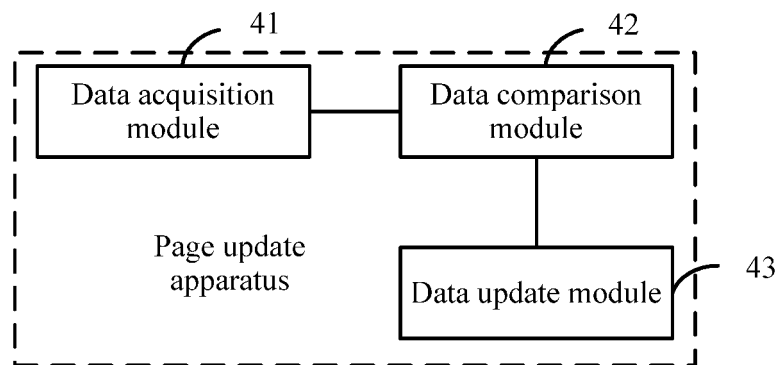 41
42
Data acquisition
module
Data comparison
module
Page update
apparatus
Data update module
43